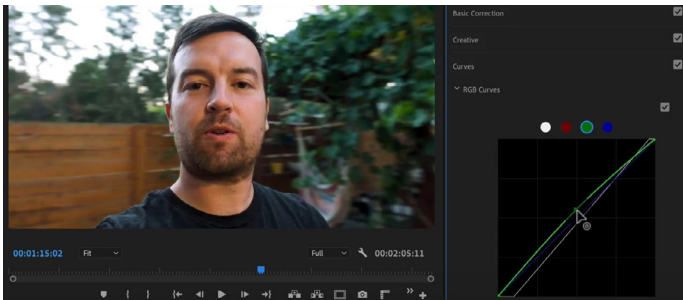 Basic Correction
Creative
Curves
RGB Curves
00:01:15:02
Fit
Full
00:02:05:11